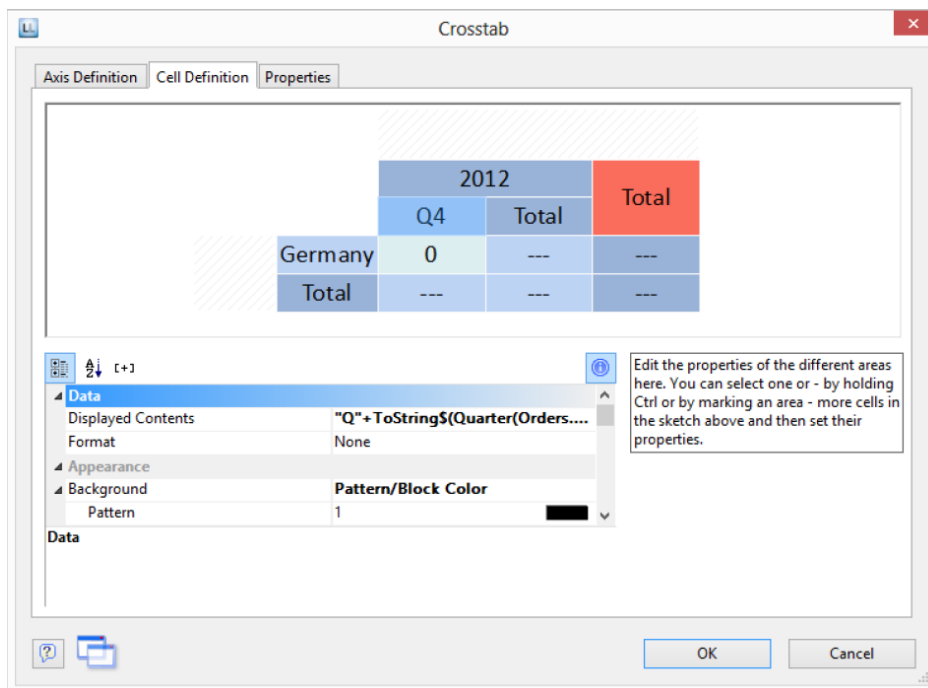 Crosstab
Axis Definition Cell Definition Properties
2012 Total
Q4 Total
Germany 0 --- ---
Total --- --- ---
[+]
Data
Displayed Contents "Q"+ToString$(Quarter(Orders....
Format None
Appearance
Background Pattern/Block Color
Pattern 1
Data
Edit the properties of the different areas
here. You can select one or - by holding
Ctrl or by marking an area - more cells in
the sketch above and then set their
properties.
OK Cancel